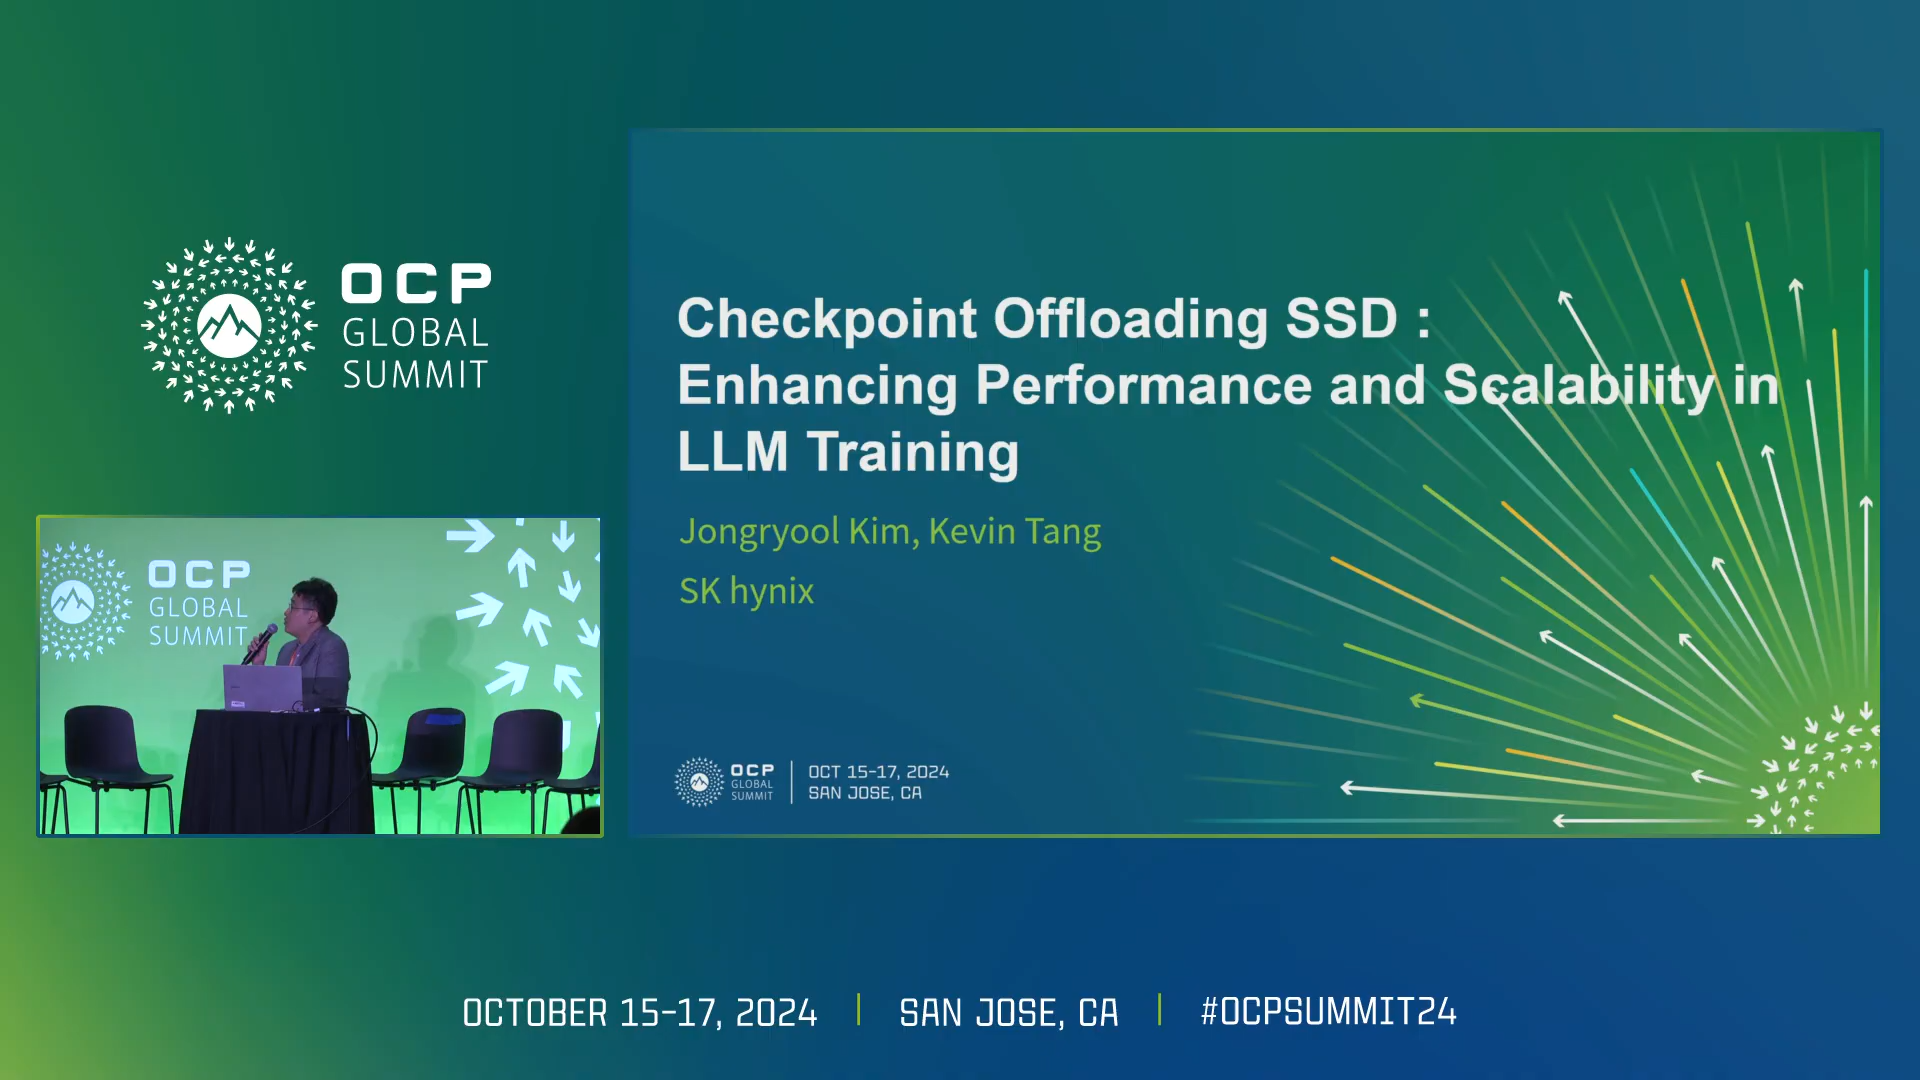 OCP
GLOBAL
SUMMIT
Checkpoint Offloading SSD :
Enhancing Performance and Scalability in
LLM Training
Jongryool Kim, Kevin Tang
SK hynix
OCP
GLOBAL
SUMMIT
OCT 15-17, 2024
SAN JOSE, CA
OCP
GLOBAL
SUMMIT
OCTOBER 15-17, 2024
SAN JOSE, CA
#OCPSUMMIT24